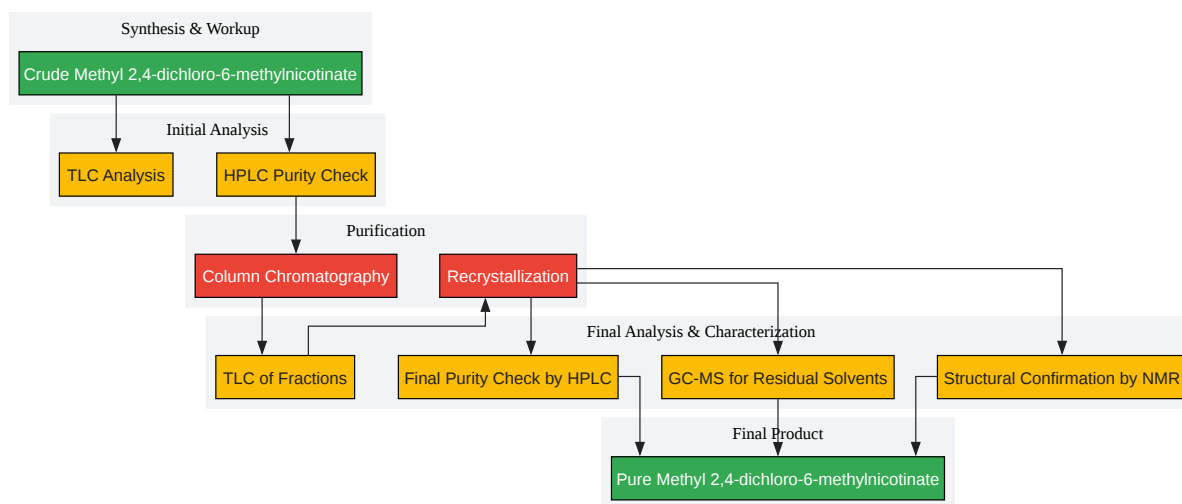 Synthesis & Workup
Crude Methyl 2,4-dichloro-6-methylnicotinate
Initial Analysis
TLC Analysis
HPLC Purity Check
Purification
Column Chromatography
Recrystallization
Final Analysis & Characterization
TLC of Fractions
Final Purity Check by HPLC
GC-MS for Residual Solvents
Structural Confirmation by NMR
Final Product
Pure Methyl 2,4-dichloro-6-methylnicotinate